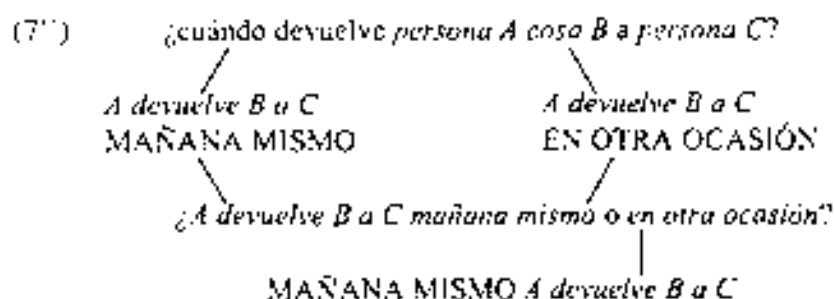 (7'') ¿cuándo devuelve persona A cosa B a persona C?
A devuelve B a C A devuelve B a C
MAÑANA MISMO EN OTRA OCASIÓN
¿A devuelve B a C mañana mismo o en otra ocasión?
MAÑANA MISMO A devuelve B a C